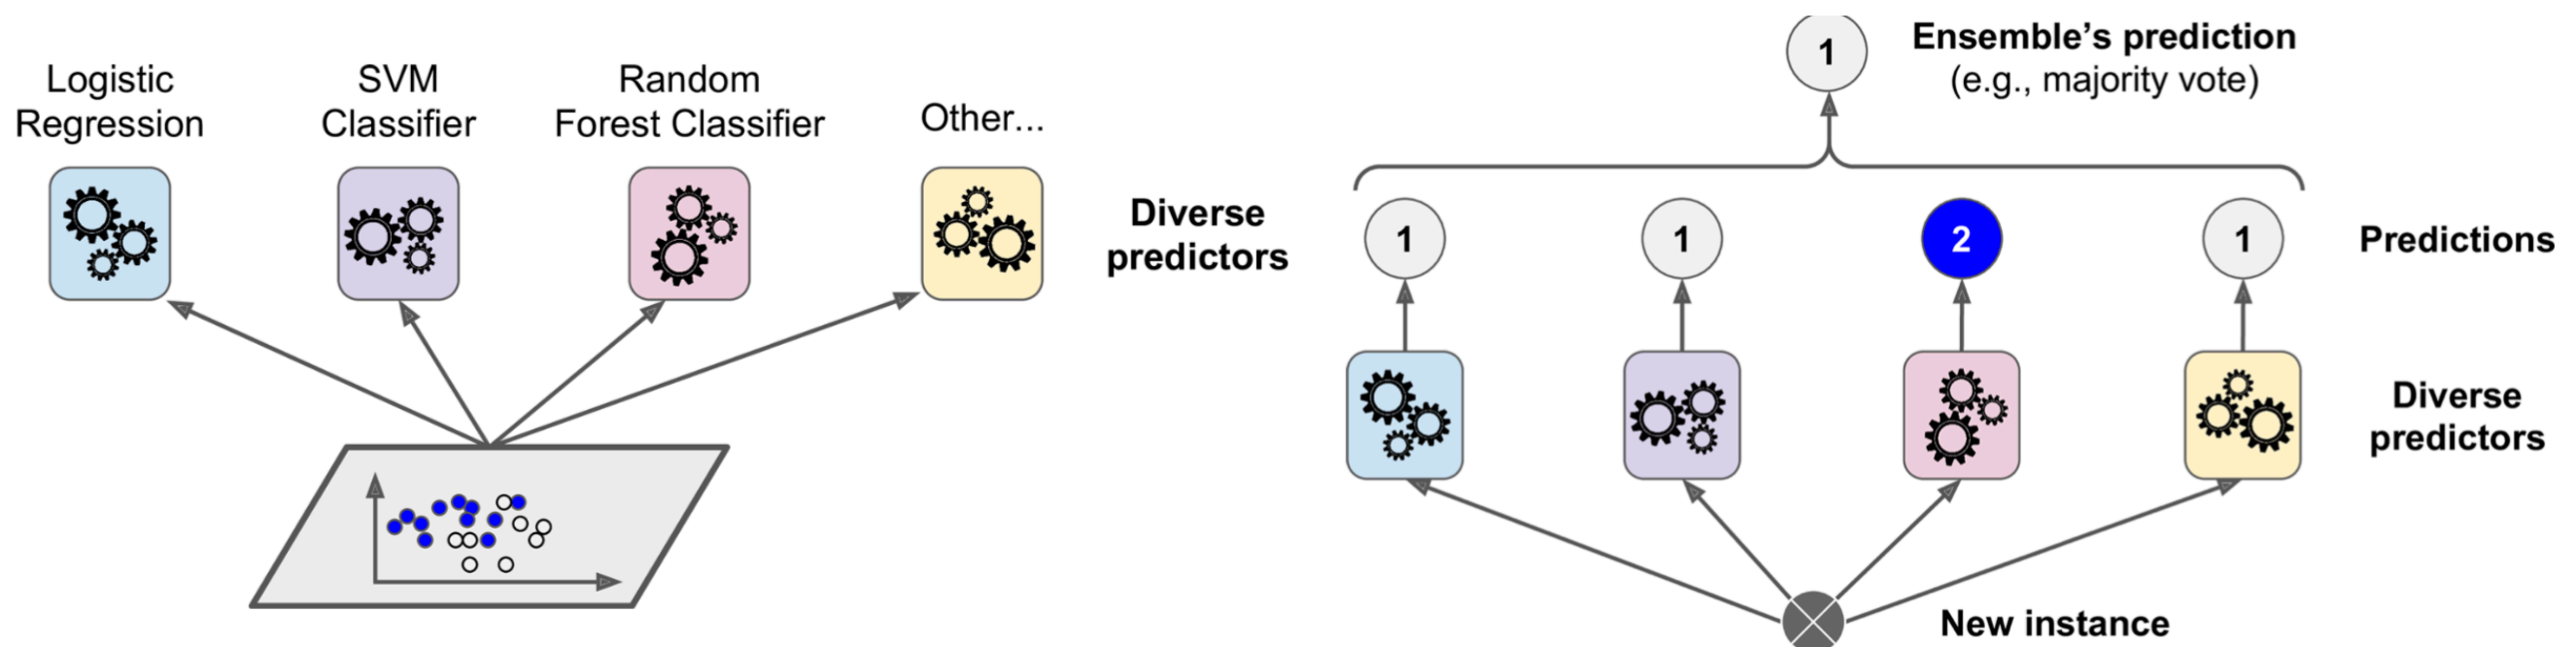 Logistic
Regression
SVM
Classifier
Random
Forest Classifier
Other...
Diverse
predictors
1
Ensemble’s prediction
(e.g., majority vote)
1
1
2
1
Predictions
Diverse
predictors
New instance